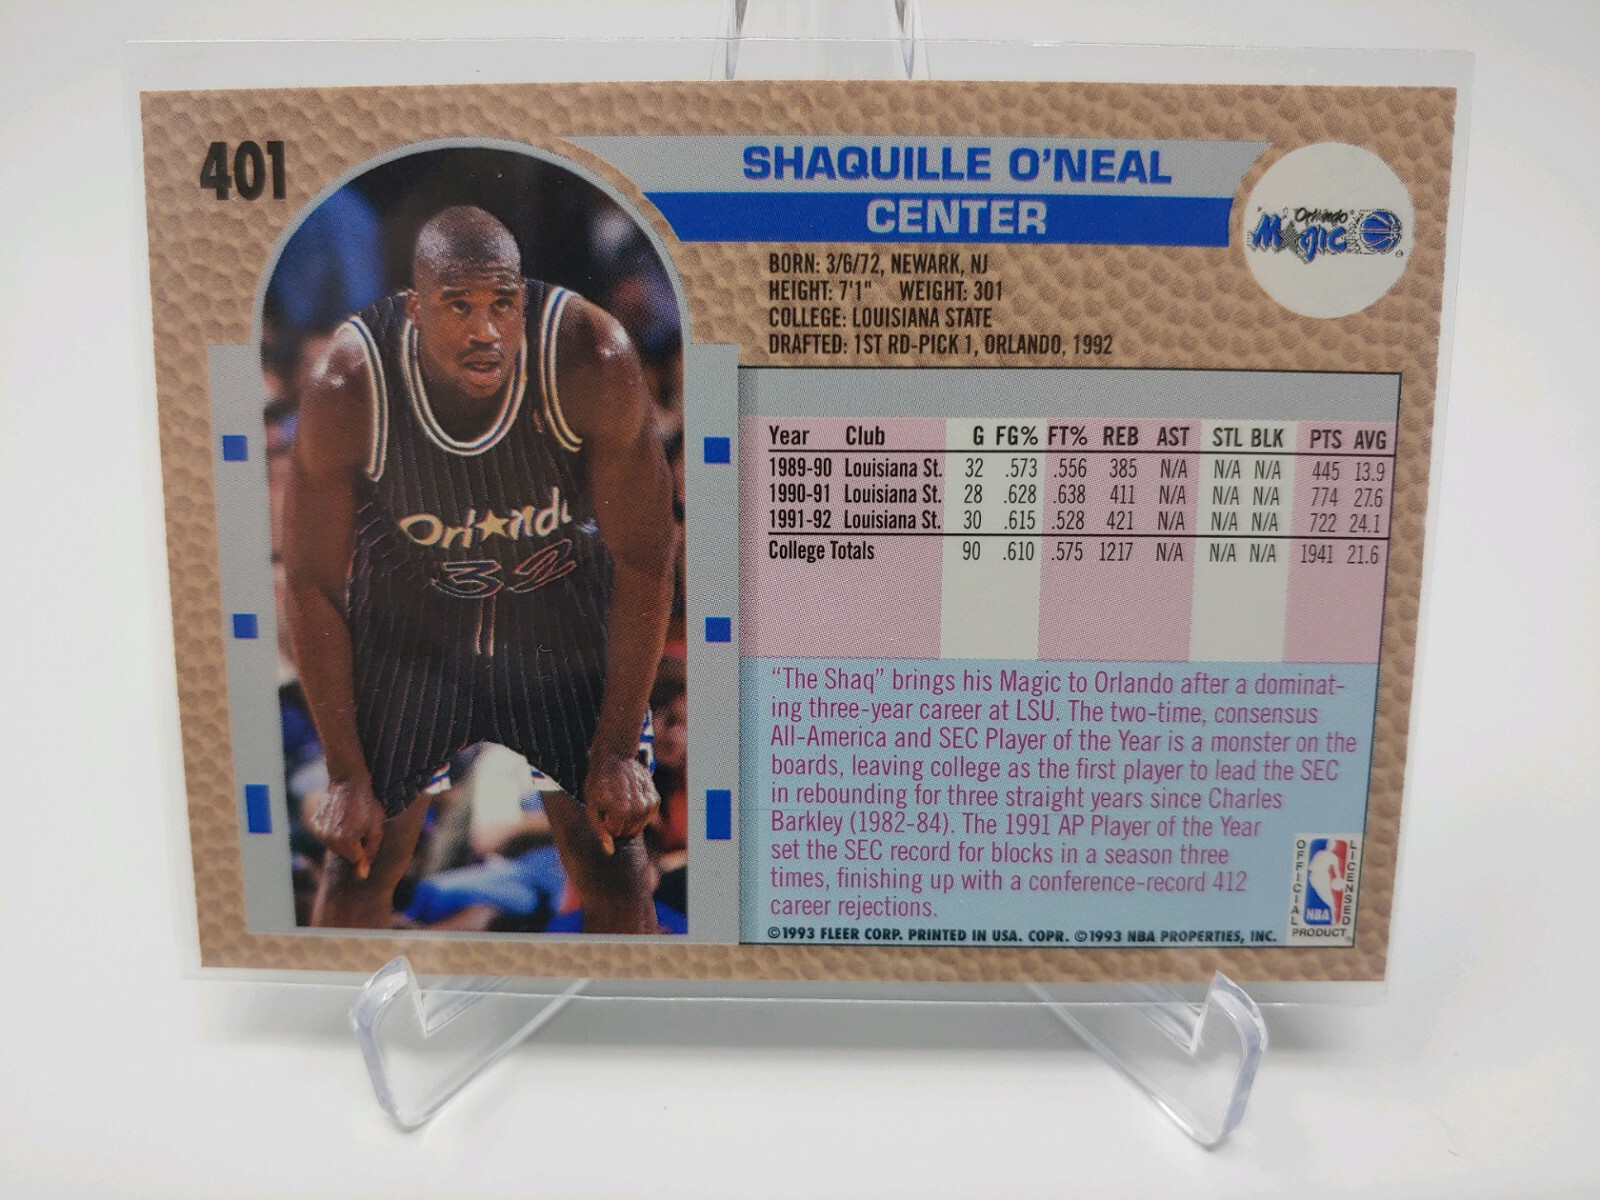 401
SHAQUILLE O'NEAL
CENTER
Orlando
Magic
BORN: 3/6/72, NEWARK, NJ
HEIGHT: 7'1" WEIGHT: 301
COLLEGE: LOUISIANA STATE
DRAFTED: 1ST RD-PICK 1, ORLANDO, 1992
Orlando
32
Year Club G FG% FT% REB AST STL BLK PTS AVG
1989-90 Louisiana St. 32 .573 .556 385 N/A N/A N/A 445 13.9
1990-91 Louisiana St. 28 .628 .638 411 N/A N/A N/A 774 27.6
1991-92 Louisiana St. 30 .615 .528 421 N/A N/A N/A 722 24.1
College Totals 90 .610 .575 1217 N/A N/A N/A 1941 21.6
“The Shaq” brings his Magic to Orlando after a dominat-
ing three-year career at LSU. The two-time, consensus
All-America and SEC Player of the Year is a monster on the
boards, leaving college as the first player to lead the SEC
in rebounding for three straight years since Charles
Barkley (1982-84). The 1991 AP Player of the Year
set the SEC record for blocks in a season three
times, finishing up with a conference-record 412
career rejections.
©1993 FLEER CORP. PRINTED IN USA. COPR. ©1993 NBA PROPERTIES, INC.
OFFICIAL
LICENSED
NBA
PRODUCT